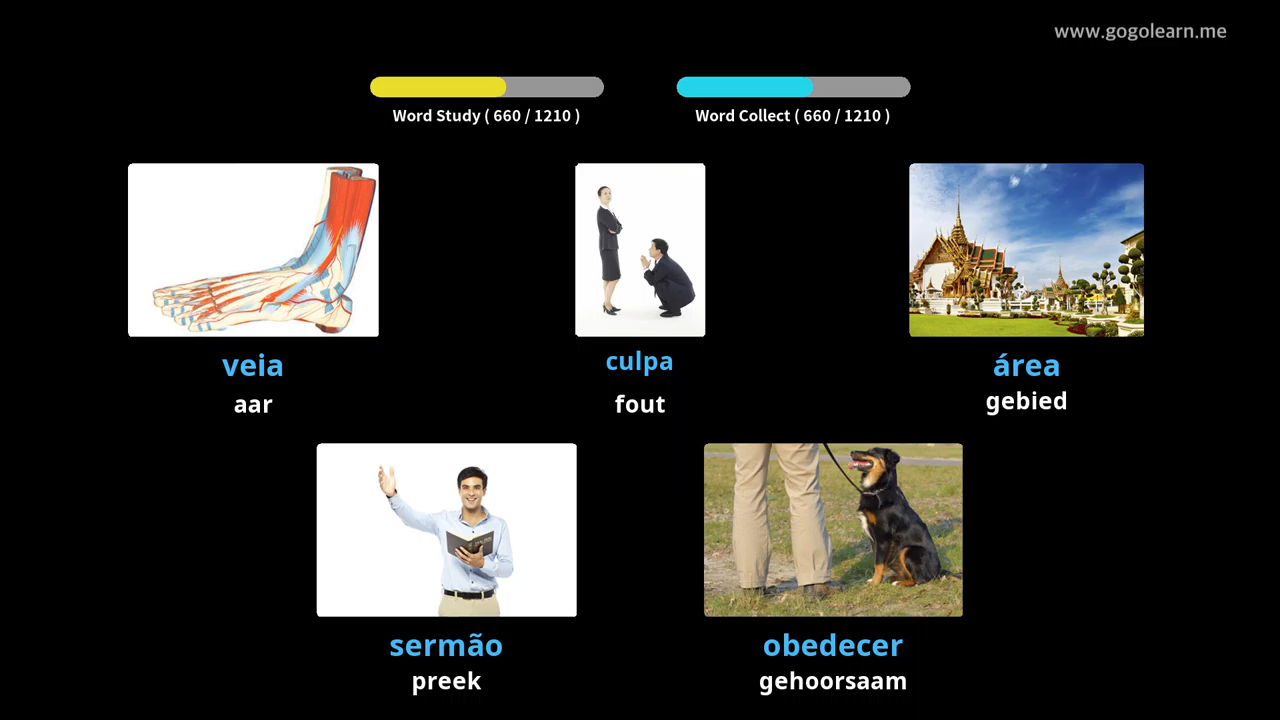 www.gogolearn.me
Word Study ( 660 / 1210 )
Word Collect ( 660 / 1210 )
veia
aar
culpa
fout
área
gebied
sermão
preek
obedecer
gehoorsaam